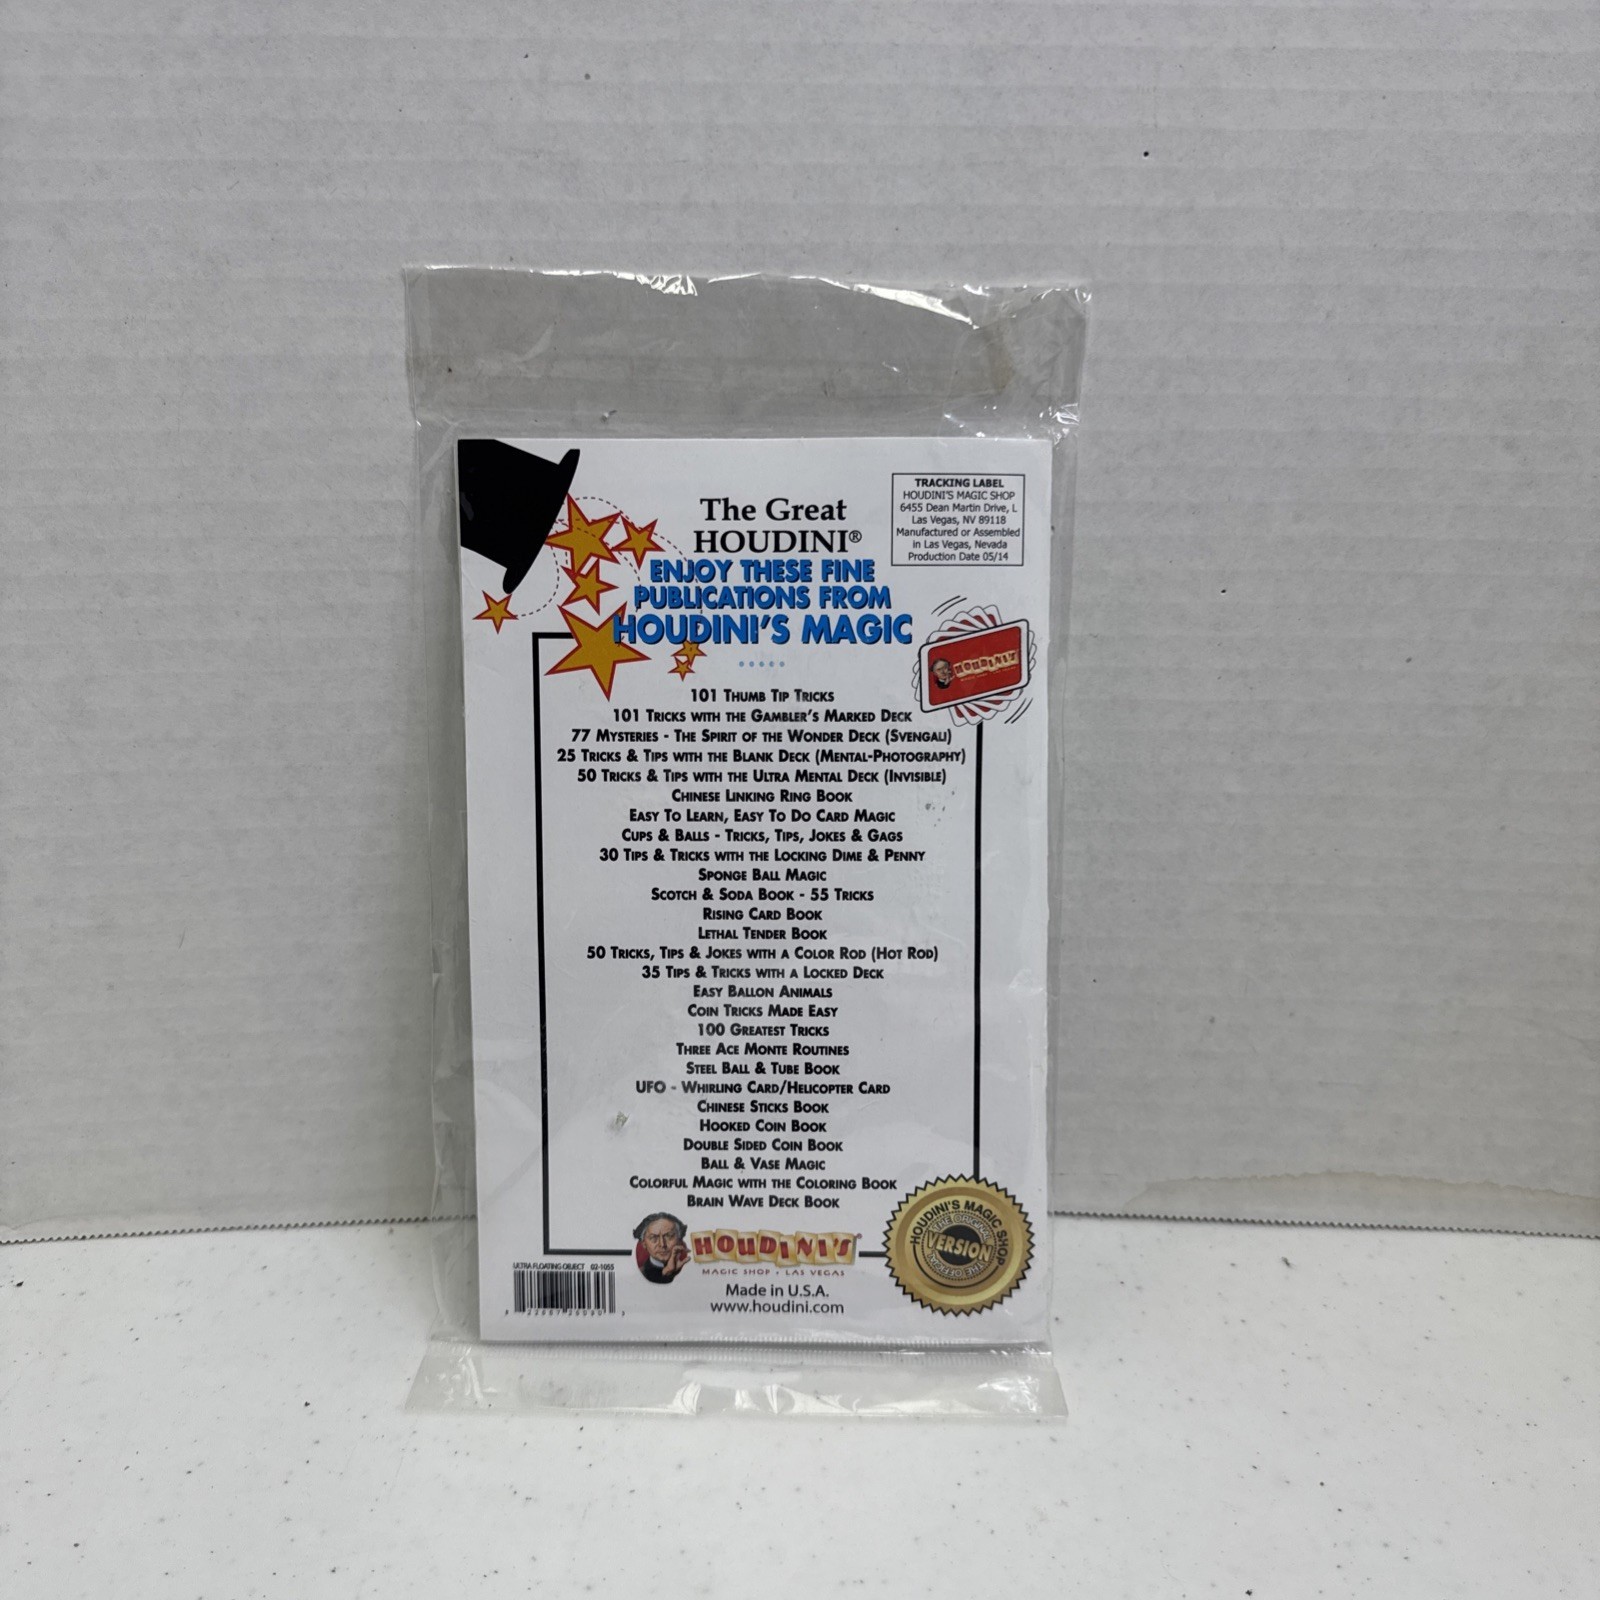 The Great
HOUDINI®
ENJOY THESE FINE
PUBLICATIONS FROM
HOUDINI'S MAGIC
TRACKING LABEL
HOUDINI'S MAGIC SHOP
6455 Dean Martin Drive, L
Las Vegas, NV 89118
Manufactured or Assembled
in Las Vegas, Nevada
Production Date 05/14
HOUDINI'S
101 THUMB TIP TRICKS
101 TRICKS WITH THE GAMBLER'S MARKED DECK
77 MYSTERIES - THE SPIRIT OF THE WONDER DECK (SVENGALI)
25 TRICKS & TIPS WITH THE BLANK DECK (MENTAL-PHOTOGRAPHY)
50 TRICKS & TIPS WITH THE ULTRA MENTAL DECK (INVISIBLE)
CHINESE LINKING RING BOOK
EASY TO LEARN, EASY TO DO CARD MAGIC
CUPS & BALLS - TRICKS, TIPS, JOKES & GAGS
30 TIPS & TRICKS WITH THE LOCKING DIME & PENNY
SPONGE BALL MAGIC
SCOTCH & SODA BOOK - 55 TRICKS
RISING CARD BOOK
LETHAL TENDER BOOK
50 TRICKS, TIPS & JOKES WITH A COLOR ROD (HOT ROD)
35 TIPS & TRICKS WITH A LOCKED DECK
EASY BALLON ANIMALS
COIN TRICKS MADE EASY
100 GREATEST TRICKS
THREE ACE MONTE ROUTINES
STEEL BALL & TUBE BOOK
UFO - WHIRLING CARD/HELICOPTER CARD
CHINESE STICKS BOOK
HOOKED COIN BOOK
DOUBLE SIDED COIN BOOK
BALL & VASE MAGIC
COLORFUL MAGIC WITH THE COLORING BOOK
BRAIN WAVE DECK BOOK
HOUDINI'S
MAGIC SHOP • LAS VEGAS
Made in U.S.A.
www.houdini.com
ULTRA FLOATING OBJECT 02-1055
HOUDINI'S MAGIC SHOP
THE ORIGINAL
VERSION